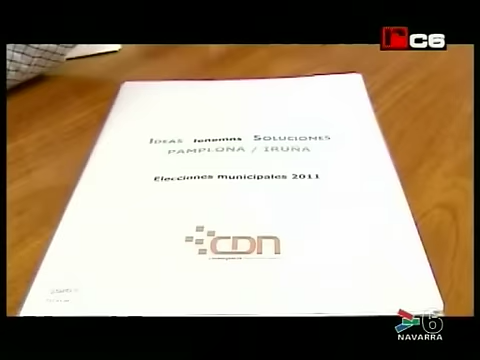 C6
IDEAS tenemos SOLUCIONES
PAMPLONA / IRUÑA
Elecciones municipales 2011
CDN
6
NAVARRA